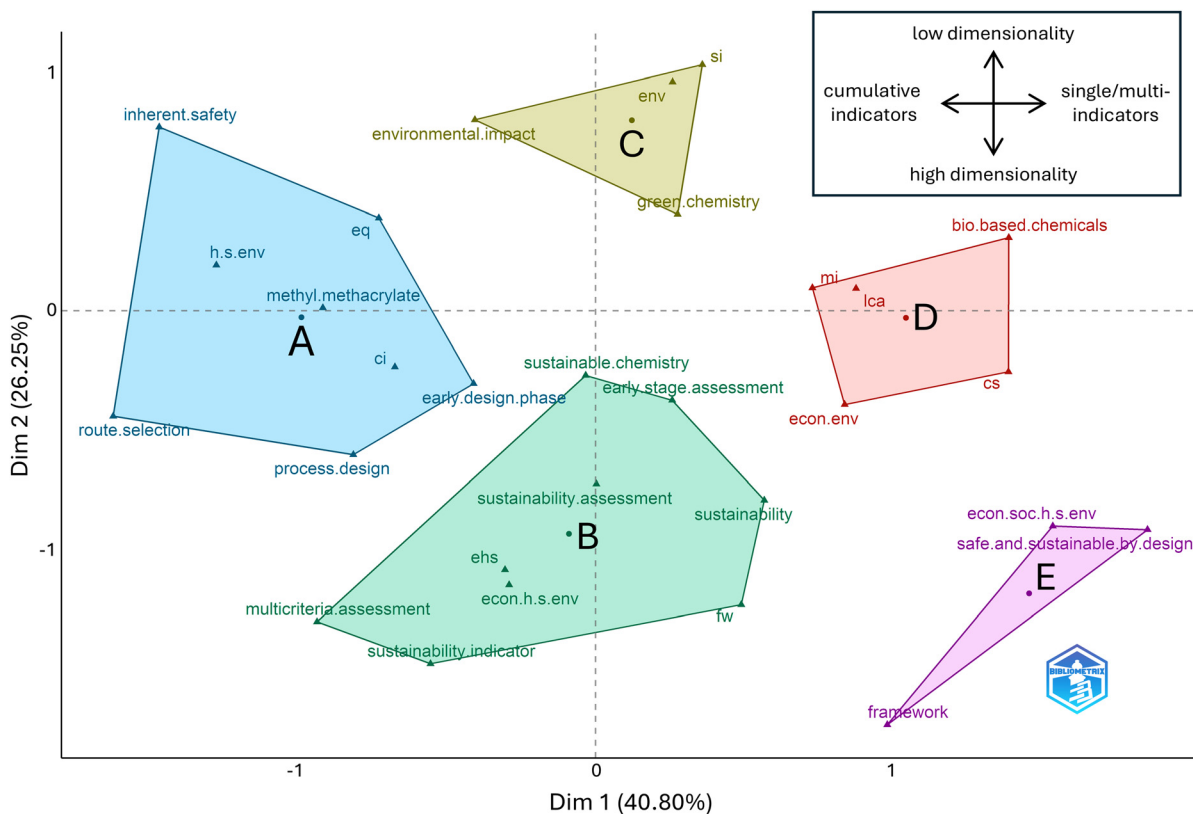 low dimensionality
cumulative
indicators
single/multi-
indicators
high dimensionality
1
0
-1
Dim 2 (26.25%)
si
env
environmental.impact
C
green.chemistry
inherent.safety
eq
h.s.env
methyl.methacrylate
A
ci
early.design.phase
route.selection
process.design
bio.based.chemicals
mi
lca
D
cs
econ.env
sustainable.chemistry
early.stage.assessment
sustainability.assessment
sustainability
B
ehs
econ.h.s.env
multicriteria.assessment
fw
sustainability.indicator
econ.soc.h.s.env
safe.and.sustainable.by.design
E
framework
BIBLIOMETRIX
-1
0
1
Dim 1 (40.80%)